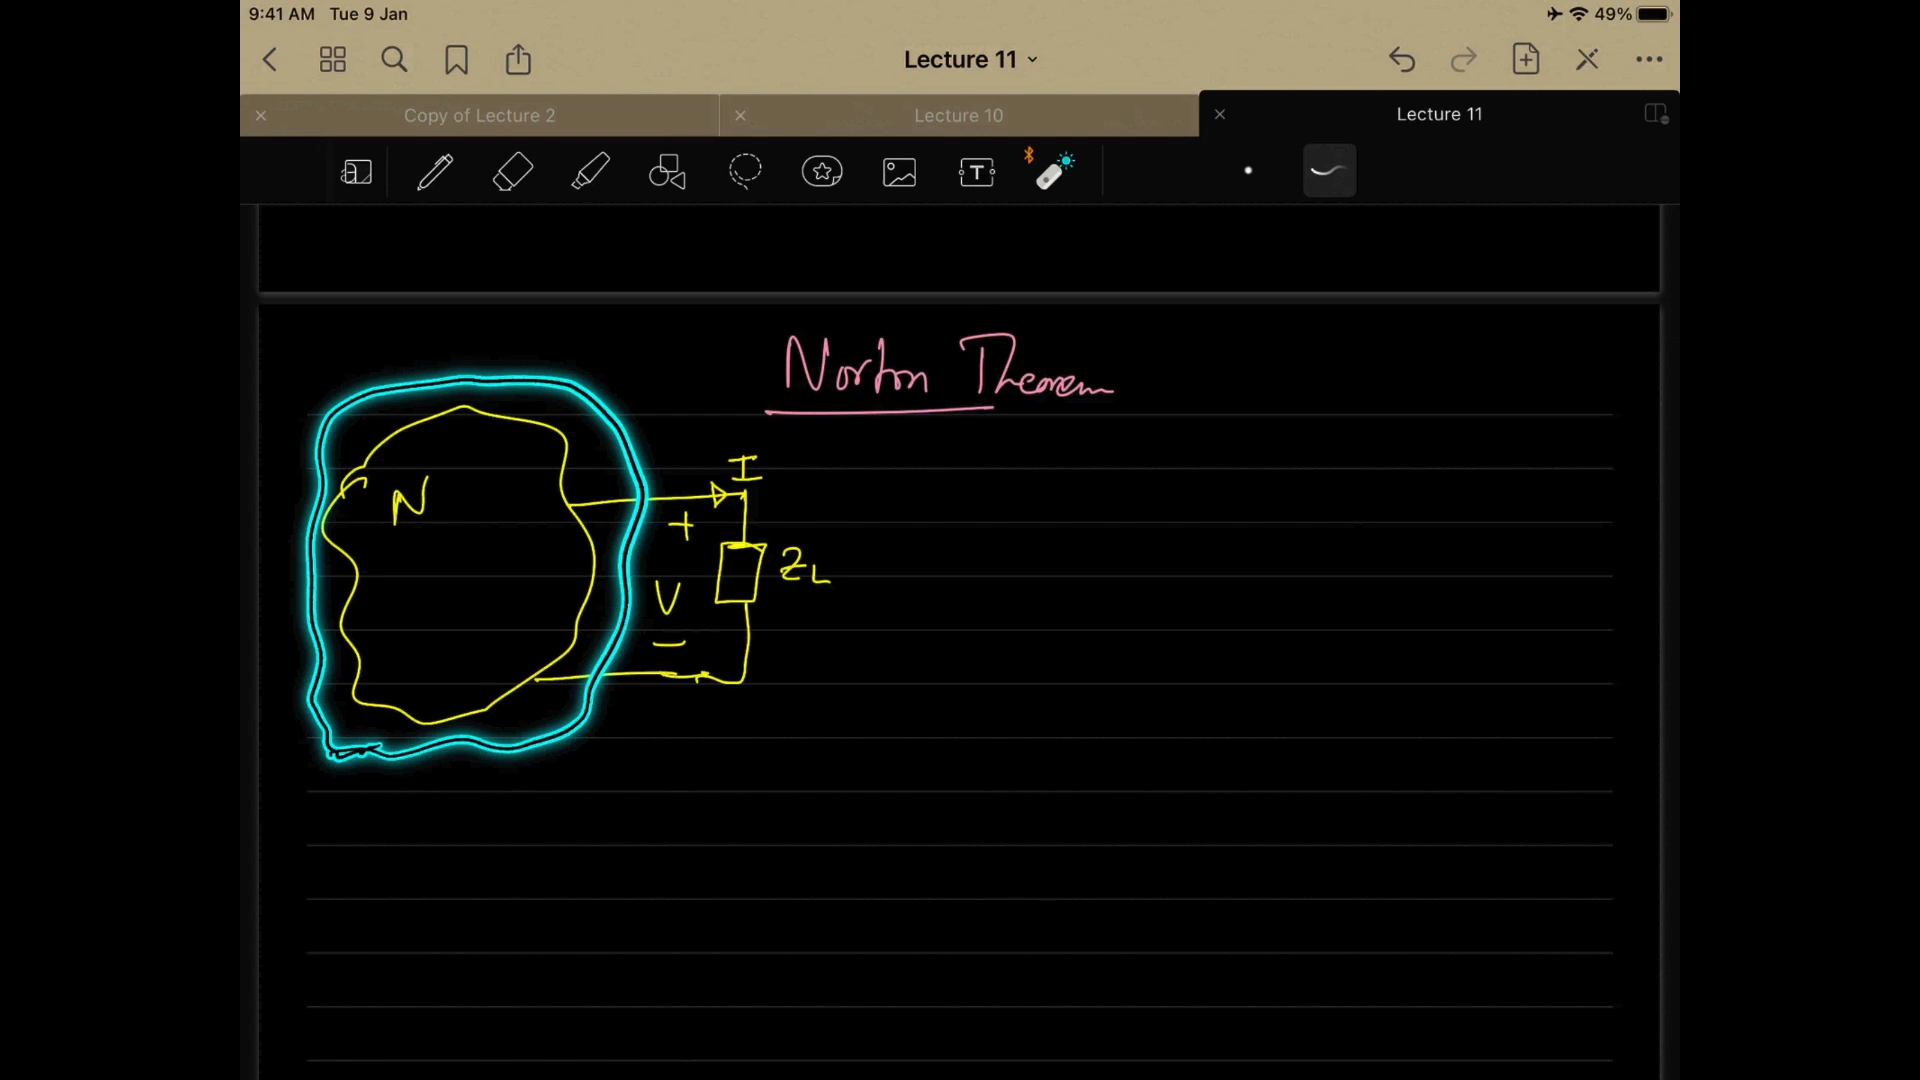 9:41 AM Tue 9 Jan
49%
Lecture 11
Copy of Lecture 2
Lecture 10
Lecture 11
T
Norton Theorem
I
N
+
Z_L
V
−